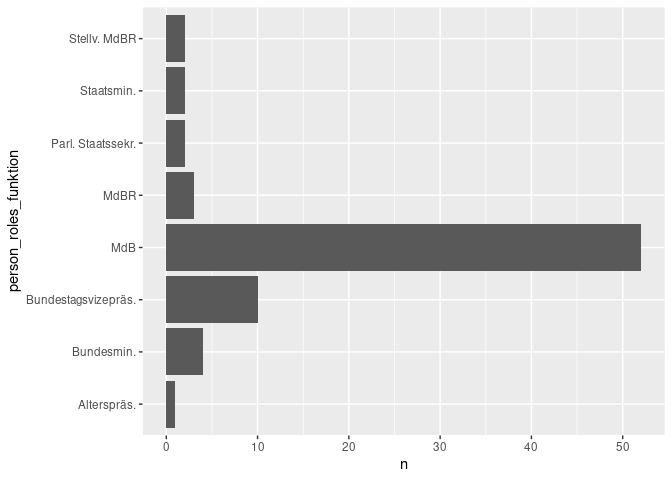 Stellv. MdBR
Staatsmin.
Parl. Staatssekr.
MdBR
MdB
Bundestagsvizepräs.
Bundesmin.
Alterspräs.
person_roles_funktion
0 10 20 30 40 50
n